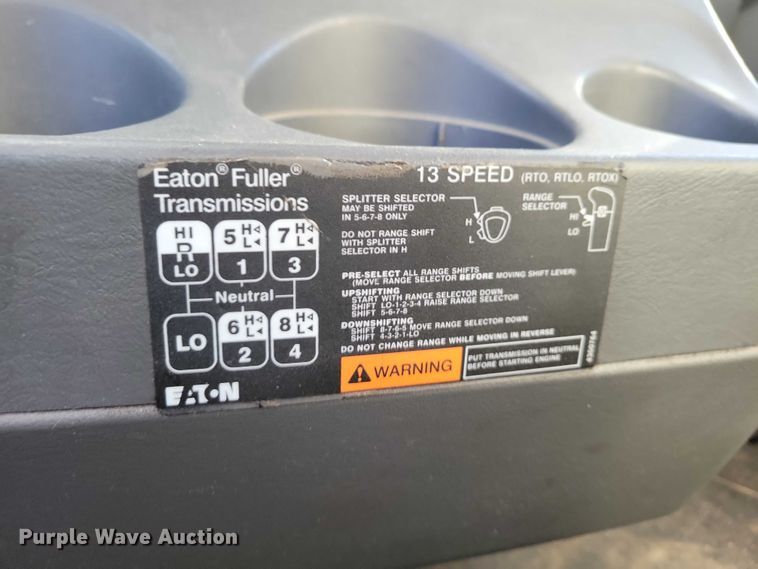 Eaton® Fuller®
Transmissions
13 SPEED (RTO, RTLO, RTOX)
HI
R
LO
5 H◁
L◀
1
7 H◁
L◀
3
Neutral
LO
6 H◁
L◀
2
8 H◁
L◀
4
EATON
SPLITTER SELECTOR
MAY BE SHIFTED
IN 5-6-7-8 ONLY
DO NOT RANGE SHIFT
WITH SPLITTER
SELECTOR IN H
H
L
RANGE
SELECTOR
HI
LO
PRE-SELECT ALL RANGE SHIFTS
(MOVE RANGE SELECTOR BEFORE MOVING SHIFT LEVER)
UPSHIFTING
START WITH RANGE SELECTOR DOWN
SHIFT LO-1-2-3-4 RAISE RANGE SELECTOR
SHIFT 5-6-7-8
DOWNSHIFTING
SHIFT 8-7-6-5 MOVE RANGE SELECTOR DOWN
SHIFT 4-3-2-1-LO
DO NOT CHANGE RANGE WHILE MOVING IN REVERSE
WARNING
PUT TRANSMISSION IN NEUTRAL
BEFORE STARTING ENGINE
Purple Wave Auction